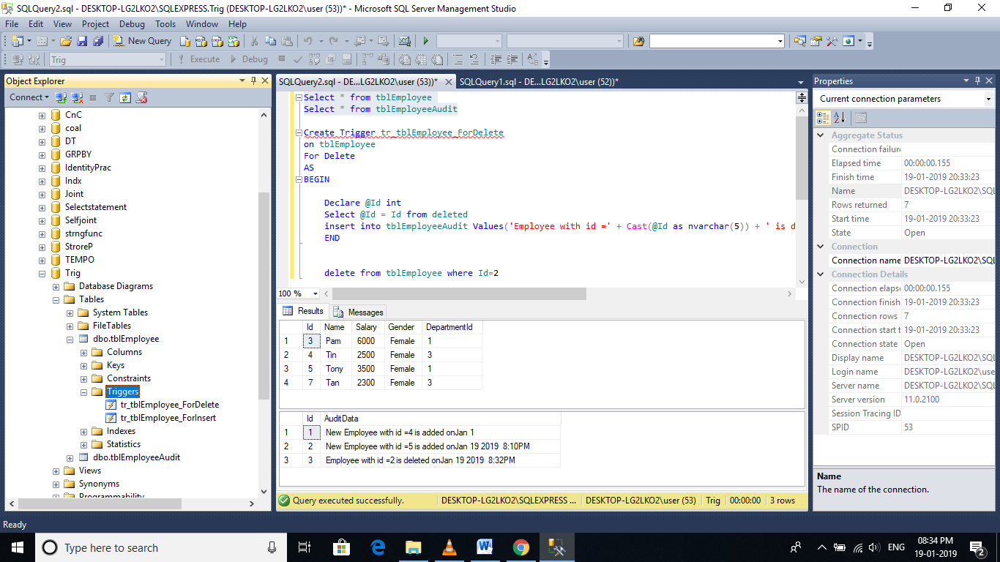 SQLQuery2.sql - DESKTOP-LG2LKO2\SQLEXPRESS.Trig (DESKTOP-LG2LKO2\user (53))* - Microsoft SQL Server Management Studio
File Edit View Project Debug Tools Window Help
New Query
Trig Execute Debug
Object Explorer
Connect
CnC
coal
DT
GRPBY
IdentityPrac
Indx
Joint
Selectstatement
Selfjoint
strngfunc
StroreP
TEMPO
Trig
Database Diagrams
Tables
System Tables
FileTables
dbo.tblEmployee
Columns
Keys
Constraints
Triggers
tr_tblEmployee_ForDelete
tr_tblEmployee_ForInsert
Indexes
Statistics
dbo.tblEmployeeAudit
Views
Synonyms
Programmability
SQLQuery2.sql - DE...LG2LKO2\user (53))* SQLQuery1.sql - DE...LG2LKO2\user (52))*
Select * from tblEmployee
Select * from tblEmployeeAudit
Create Trigger tr_tblEmployee_ForDelete
on tblEmployee
For Delete
AS
BEGIN
Declare @Id int
Select @Id = Id from deleted
insert into tblEmployeeAudit Values('Employee with id =' + Cast(@Id as nvarchar(5)) + ' is d
END
delete from tblEmployee where Id=2
100 %
Results Messages
Id Name Salary Gender DepartmentId
1 3 Pam 6000 Female 1
2 4 Tin 2500 Female 3
3 5 Tony 3500 Female 1
4 7 Tan 2300 Female 3
Id AuditData
1 1 New Employee with id =4 is added onJan 1
2 2 New Employee with id =5 is added onJan 19 2019 8:10PM
3 3 Employee with id =2 is deleted onJan 19 2019 8:32PM
Query executed successfully. DESKTOP-LG2LKO2\SQLEXPRESS ... DESKTOP-LG2LKO2\user (53) Trig 00:00:00 3 rows
Properties
Current connection parameters
Aggregate Status
Connection failure
Elapsed time 00:00:00.155
Finish time 19-01-2019 20:33:23
Name DESKTOP-LG2LKO2\SQL
Rows returned 7
Start time 19-01-2019 20:33:23
State Open
Connection
Connection name DESKTOP-LG2LKO2\SQL
Connection Details
Connection elapse 00:00:00.155
Connection finish 19-01-2019 20:33:23
Connection rows 7
Connection start t 19-01-2019 20:33:23
Connection state Open
Display name DESKTOP-LG2LKO2\SQL
Login name DESKTOP-LG2LKO2\use
Server name DESKTOP-LG2LKO2\SQL
Server version 11.0.2100
Session Tracing ID
SPID 53
Name
The name of the connection.
Ready
Type here to search
ENG
08:34 PM
19-01-2019
2